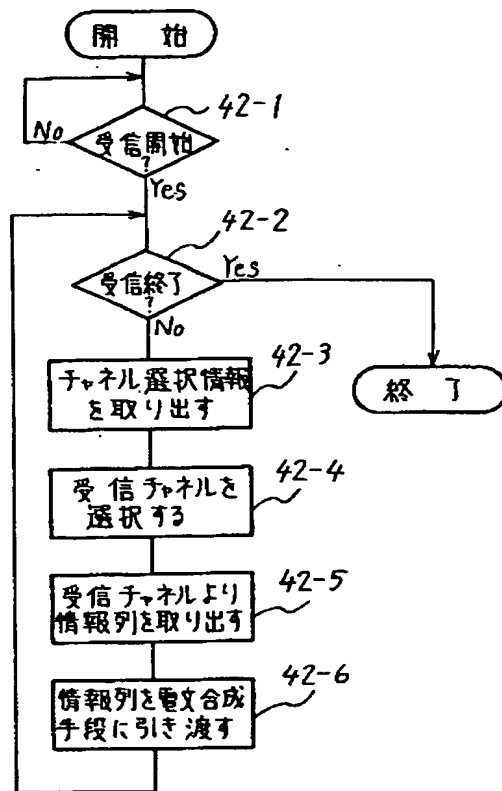 開 始
42-1
No
受信開始
?
Yes
42-2
受信終了
?
Yes
No
42-3
チャネル選択情報
を取り出す
終 了
42-4
受信チャネルを
選択する
42-5
受信チャネルより
情報列を取り出す
42-6
情報列を電文合成
手段に引き渡す